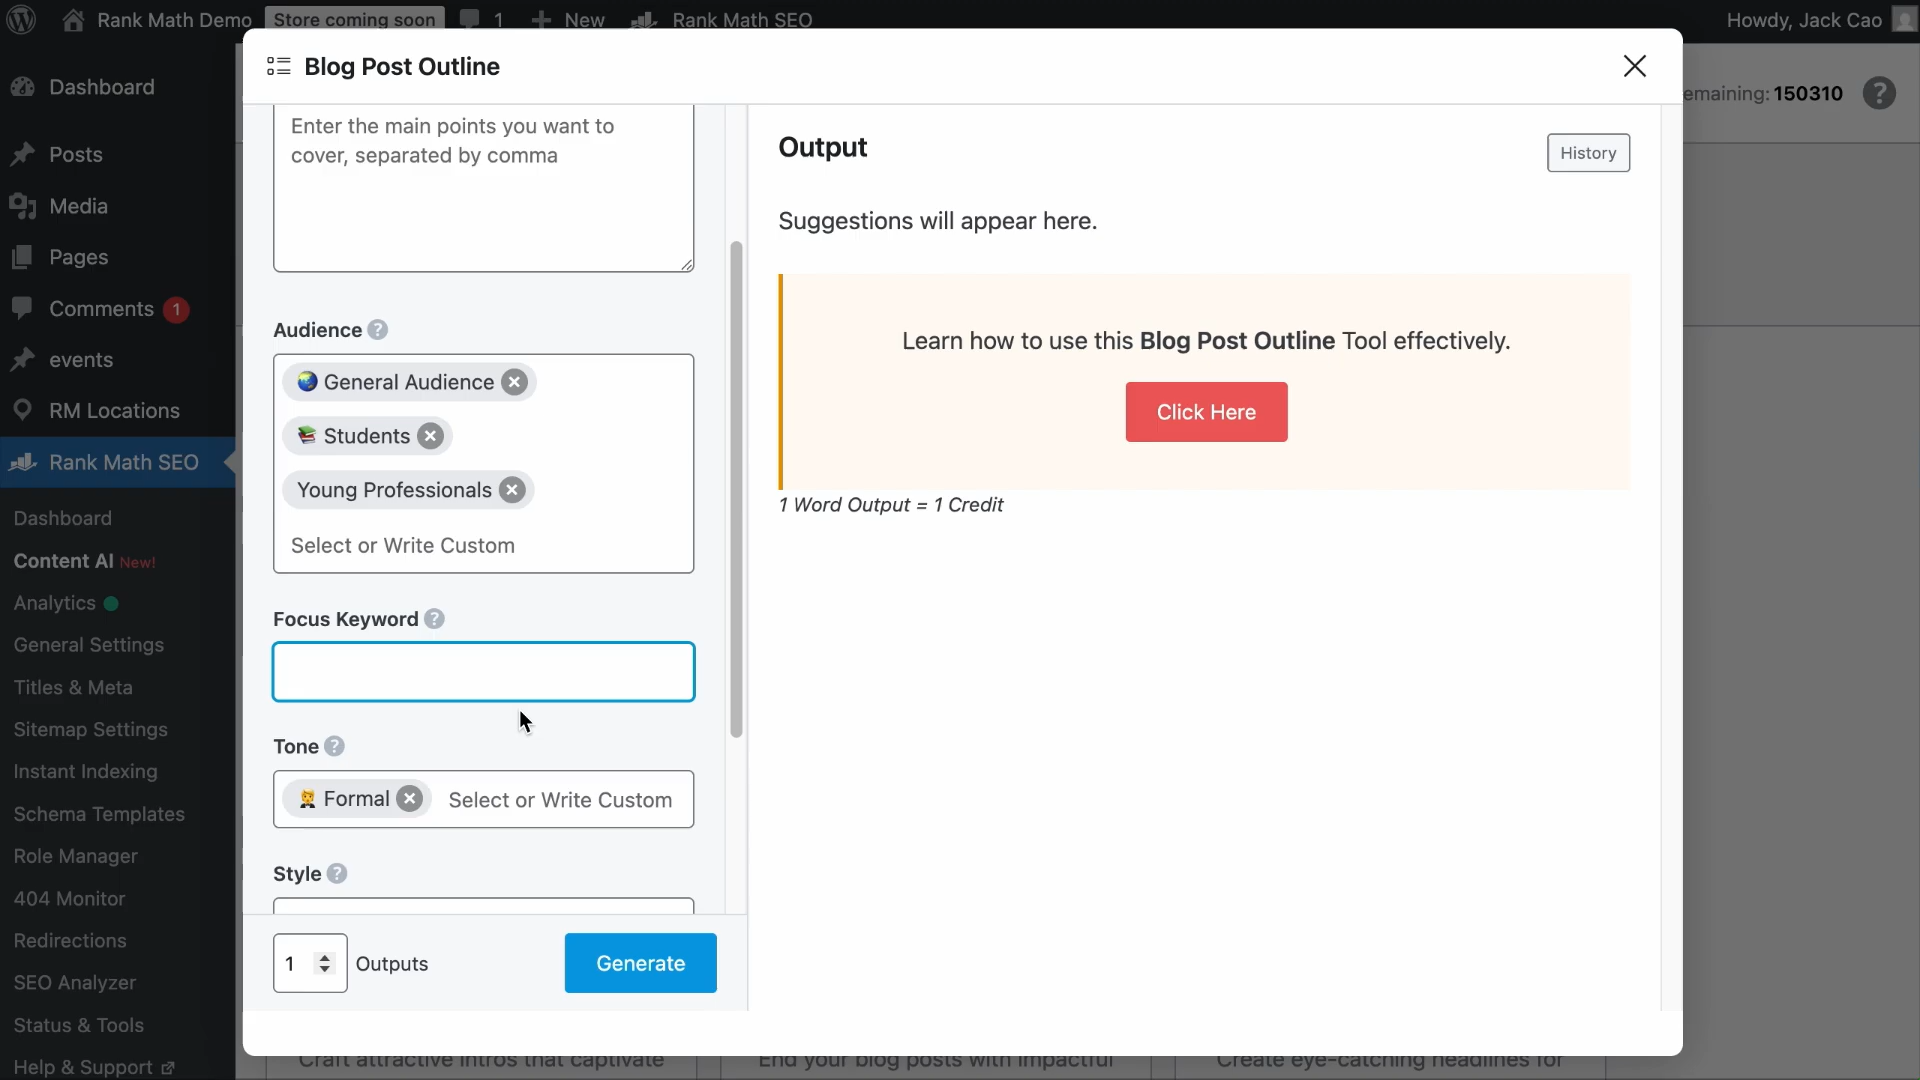 Rank Math Demo
Store coming soon
1
New
Rank Math SEO
Howdy, Jack Cao
Dashboard
Posts
Media
Pages
Comments 1
events
RM Locations
Rank Math SEO
Dashboard
Content AI New!
Analytics
General Settings
Titles & Meta
Sitemap Settings
Instant Indexing
Schema Templates
Role Manager
404 Monitor
Redirections
SEO Analyzer
Status & Tools
Help & Support
emaining: 150310
?
Blog Post Outline
Enter the main points you want to
cover, separated by comma
Audience ?
General Audience
Students
Young Professionals
Select or Write Custom
Focus Keyword ?
Tone ?
Formal
Select or Write Custom
Style ?
1 Outputs
Generate
Output
History
Suggestions will appear here.
Learn how to use this Blog Post Outline Tool effectively.
Click Here
1 Word Output = 1 Credit
Craft attractive intros that captivate
End your blog posts with impactful
Create eye-catching headlines for